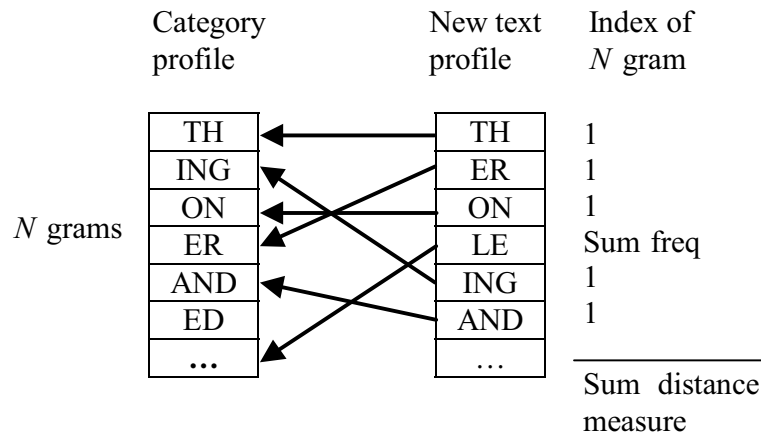 Category New text Index of
profile profile N gram
TH TH 1
ING ER 1
ON ON 1
N grams ER LE Sum freq
AND ING 1
ED AND 1
... ...
Sum distance
measure